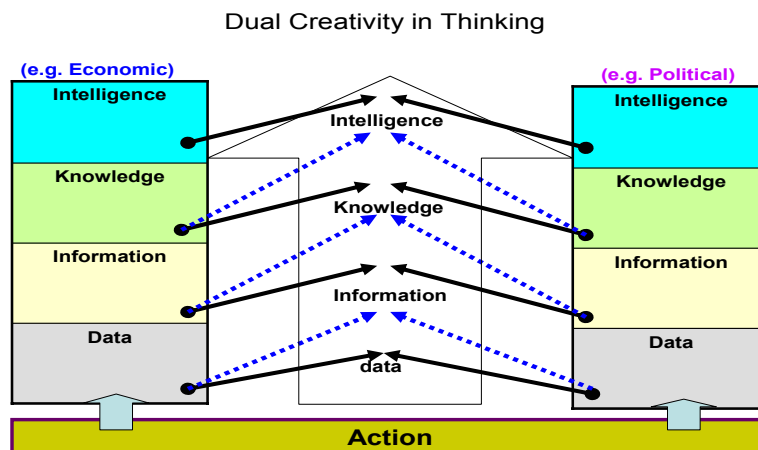 Dual Creativity in Thinking
(e.g. Economic)
Intelligence
Knowledge
Information
Data
Intelligence
Knowledge
Information
data
(e.g. Political)
Intelligence
Knowledge
Information
Data
Action